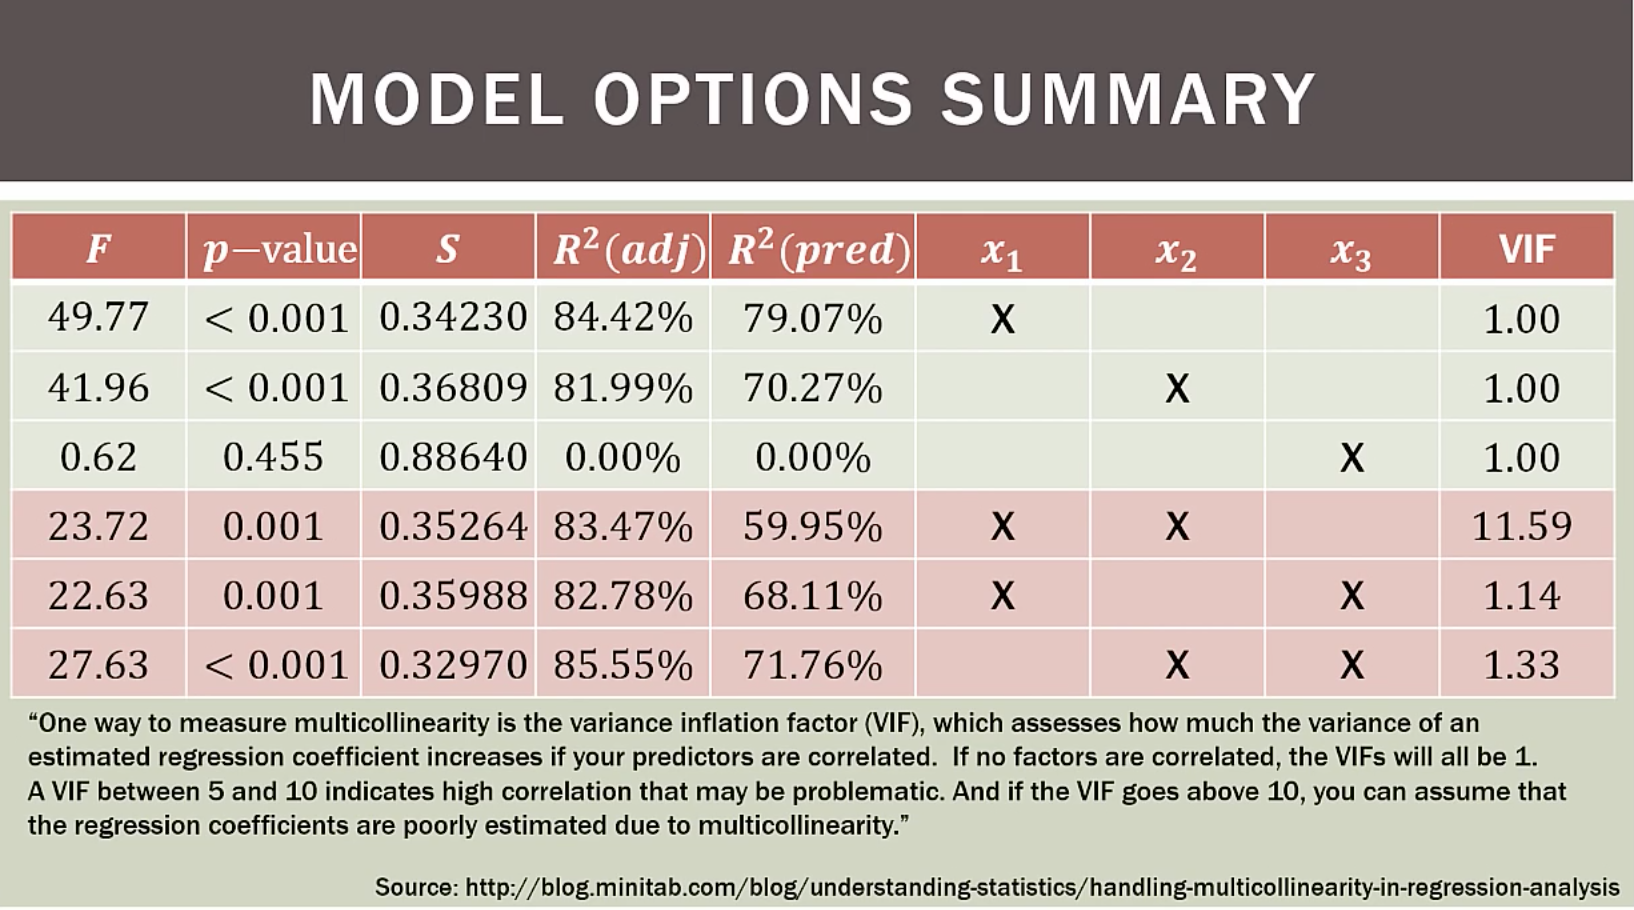 MODEL OPTIONS SUMMARY
F p−value S R²(adj) R²(pred) x₁ x₂ x₃ VIF
49.77 < 0.001 0.34230 84.42% 79.07% X 1.00
41.96 < 0.001 0.36809 81.99% 70.27% X 1.00
0.62 0.455 0.88640 0.00% 0.00% X 1.00
23.72 0.001 0.35264 83.47% 59.95% X X 11.59
22.63 0.001 0.35988 82.78% 68.11% X X 1.14
27.63 < 0.001 0.32970 85.55% 71.76% X X 1.33
“One way to measure multicollinearity is the variance inflation factor (VIF), which assesses how much the variance of an
estimated regression coefficient increases if your predictors are correlated. If no factors are correlated, the VIFs will all be 1.
A VIF between 5 and 10 indicates high correlation that may be problematic. And if the VIF goes above 10, you can assume that
the regression coefficients are poorly estimated due to multicollinearity.”
Source: http://blog.minitab.com/blog/understanding-statistics/handling-multicollinearity-in-regression-analysis